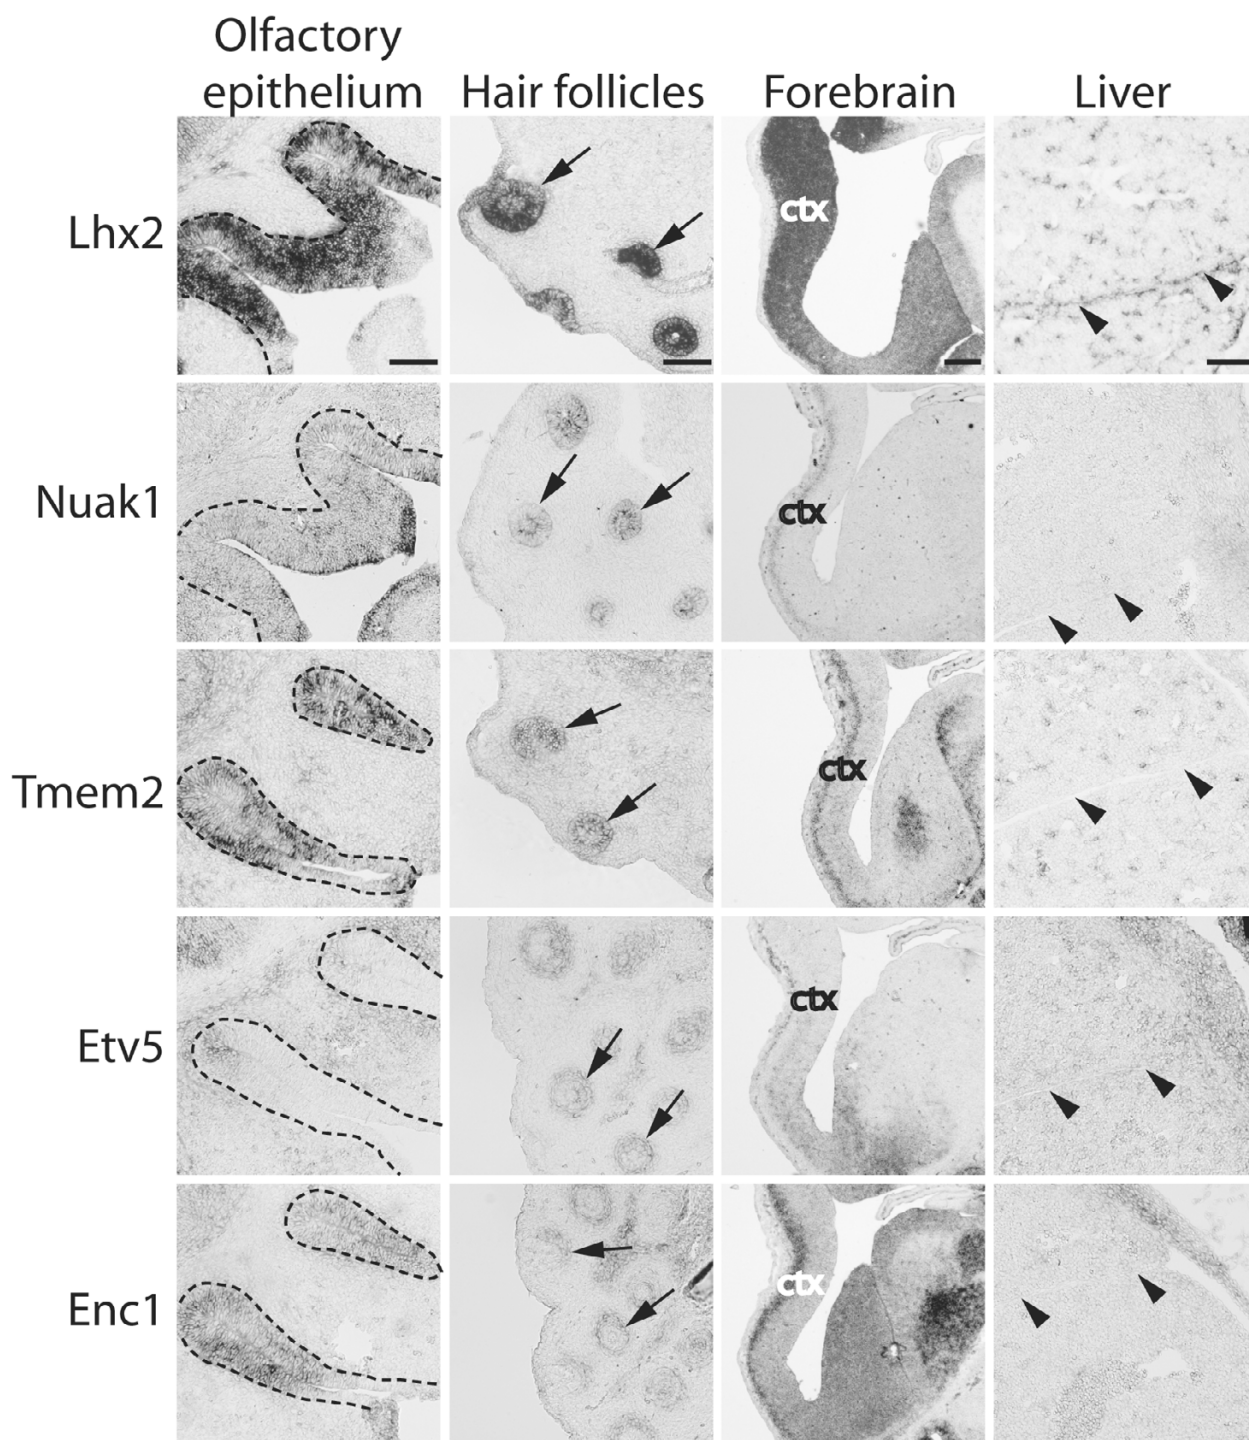 Olfactory
epithelium Hair follicles Forebrain Liver
Lhx2 ctx
Nuak1 ctx
Tmem2 ctx
Etv5 ctx
Enc1 ctx